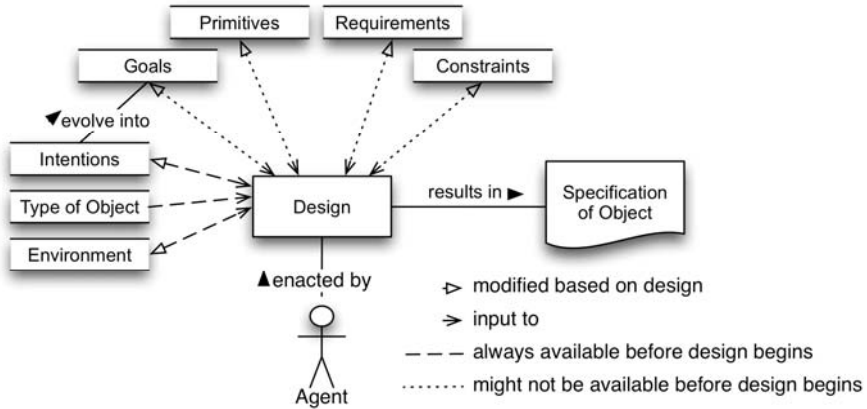 Primitives
Requirements
Goals
Constraints
evolve into
Intentions
Type of Object
Environment
Design
results in
Specification
of Object
enacted by
Agent
modified based on design
input to
always available before design begins
might not be available before design begins